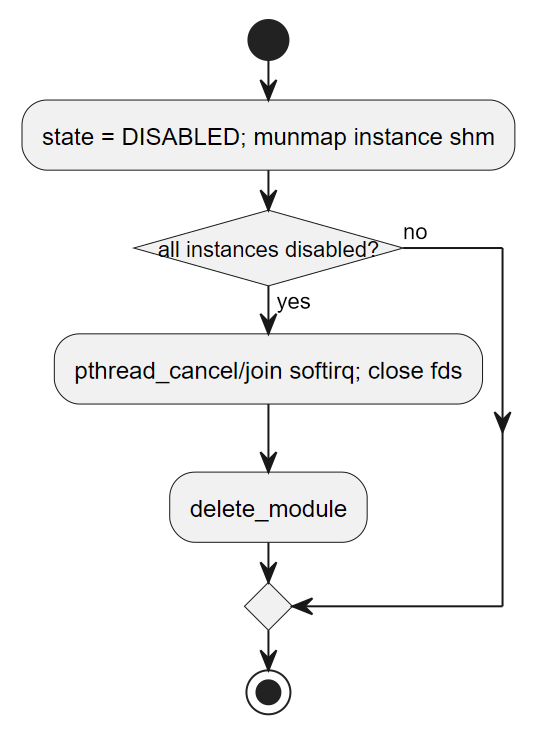 state = DISABLED; munmap instance shm
all instances disabled?
no
yes
pthread_cancel/join softirq; close fds
delete_module